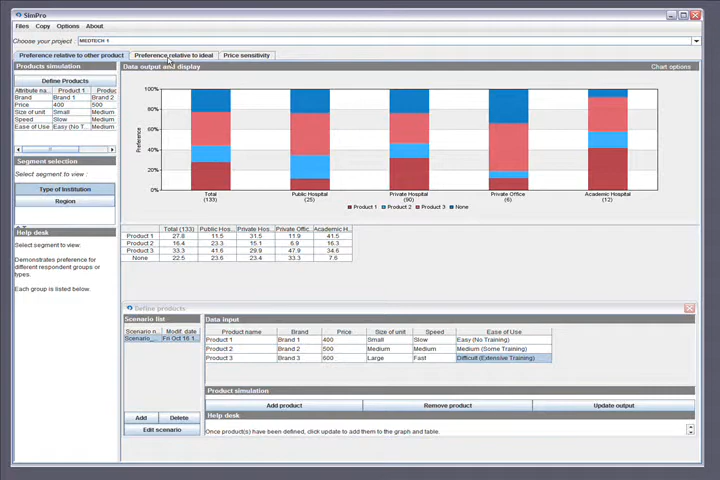 SimPro
Files Copy Options About
Choose your project : MEDTECH 1
Preference relative to other product Preference relative to ideal Price sensitivity
Products simulation
Define Products
Attribute na... Product 1 Produc
Brand Brand 1 Brand 2
Price 400 500
Size of unit Small Medium
Speed Slow Medium
Ease of Use Easy (No T... Medium
Segment selection
Select segment to view :
Type of Institution
Region
Help desk
Select segment to view.
Demonstrates preference for
different respondent groups or
types.
Each group is listed below.
Data output and display Chart options
Preference
100%
80%
60%
40%
20%
0%
Total Public Hospital Private Hospital Private Office Academic Hospital
(133) (25) (90) (6) (12)
Product 1 Product 2 Product 3 None
Total (133) Public Hos... Private Hos... Private Offic... Academic H...
Product 1 27.8 11.5 31.5 11.9 41.5
Product 2 16.4 23.3 15.1 6.9 16.3
Product 3 33.3 41.6 29.9 47.9 34.6
None 22.5 23.6 23.4 33.3 7.6
Define products
Scenario list
Scenario n... Modif. date
Scenario_... Fri Oct 16 1...
Add Delete
Edit scenario
Data input
Product name Brand Price Size of unit Speed Ease of Use
Product 1 Brand 1 400 Small Slow Easy (No Training)
Product 2 Brand 2 500 Medium Medium Medium (Some Training)
Product 3 Brand 3 600 Large Fast Difficult (Extensive Training)
Product simulation
Add product Remove product Update output
Help desk
Once product(s) have been defined, click update to add them to the graph and table.